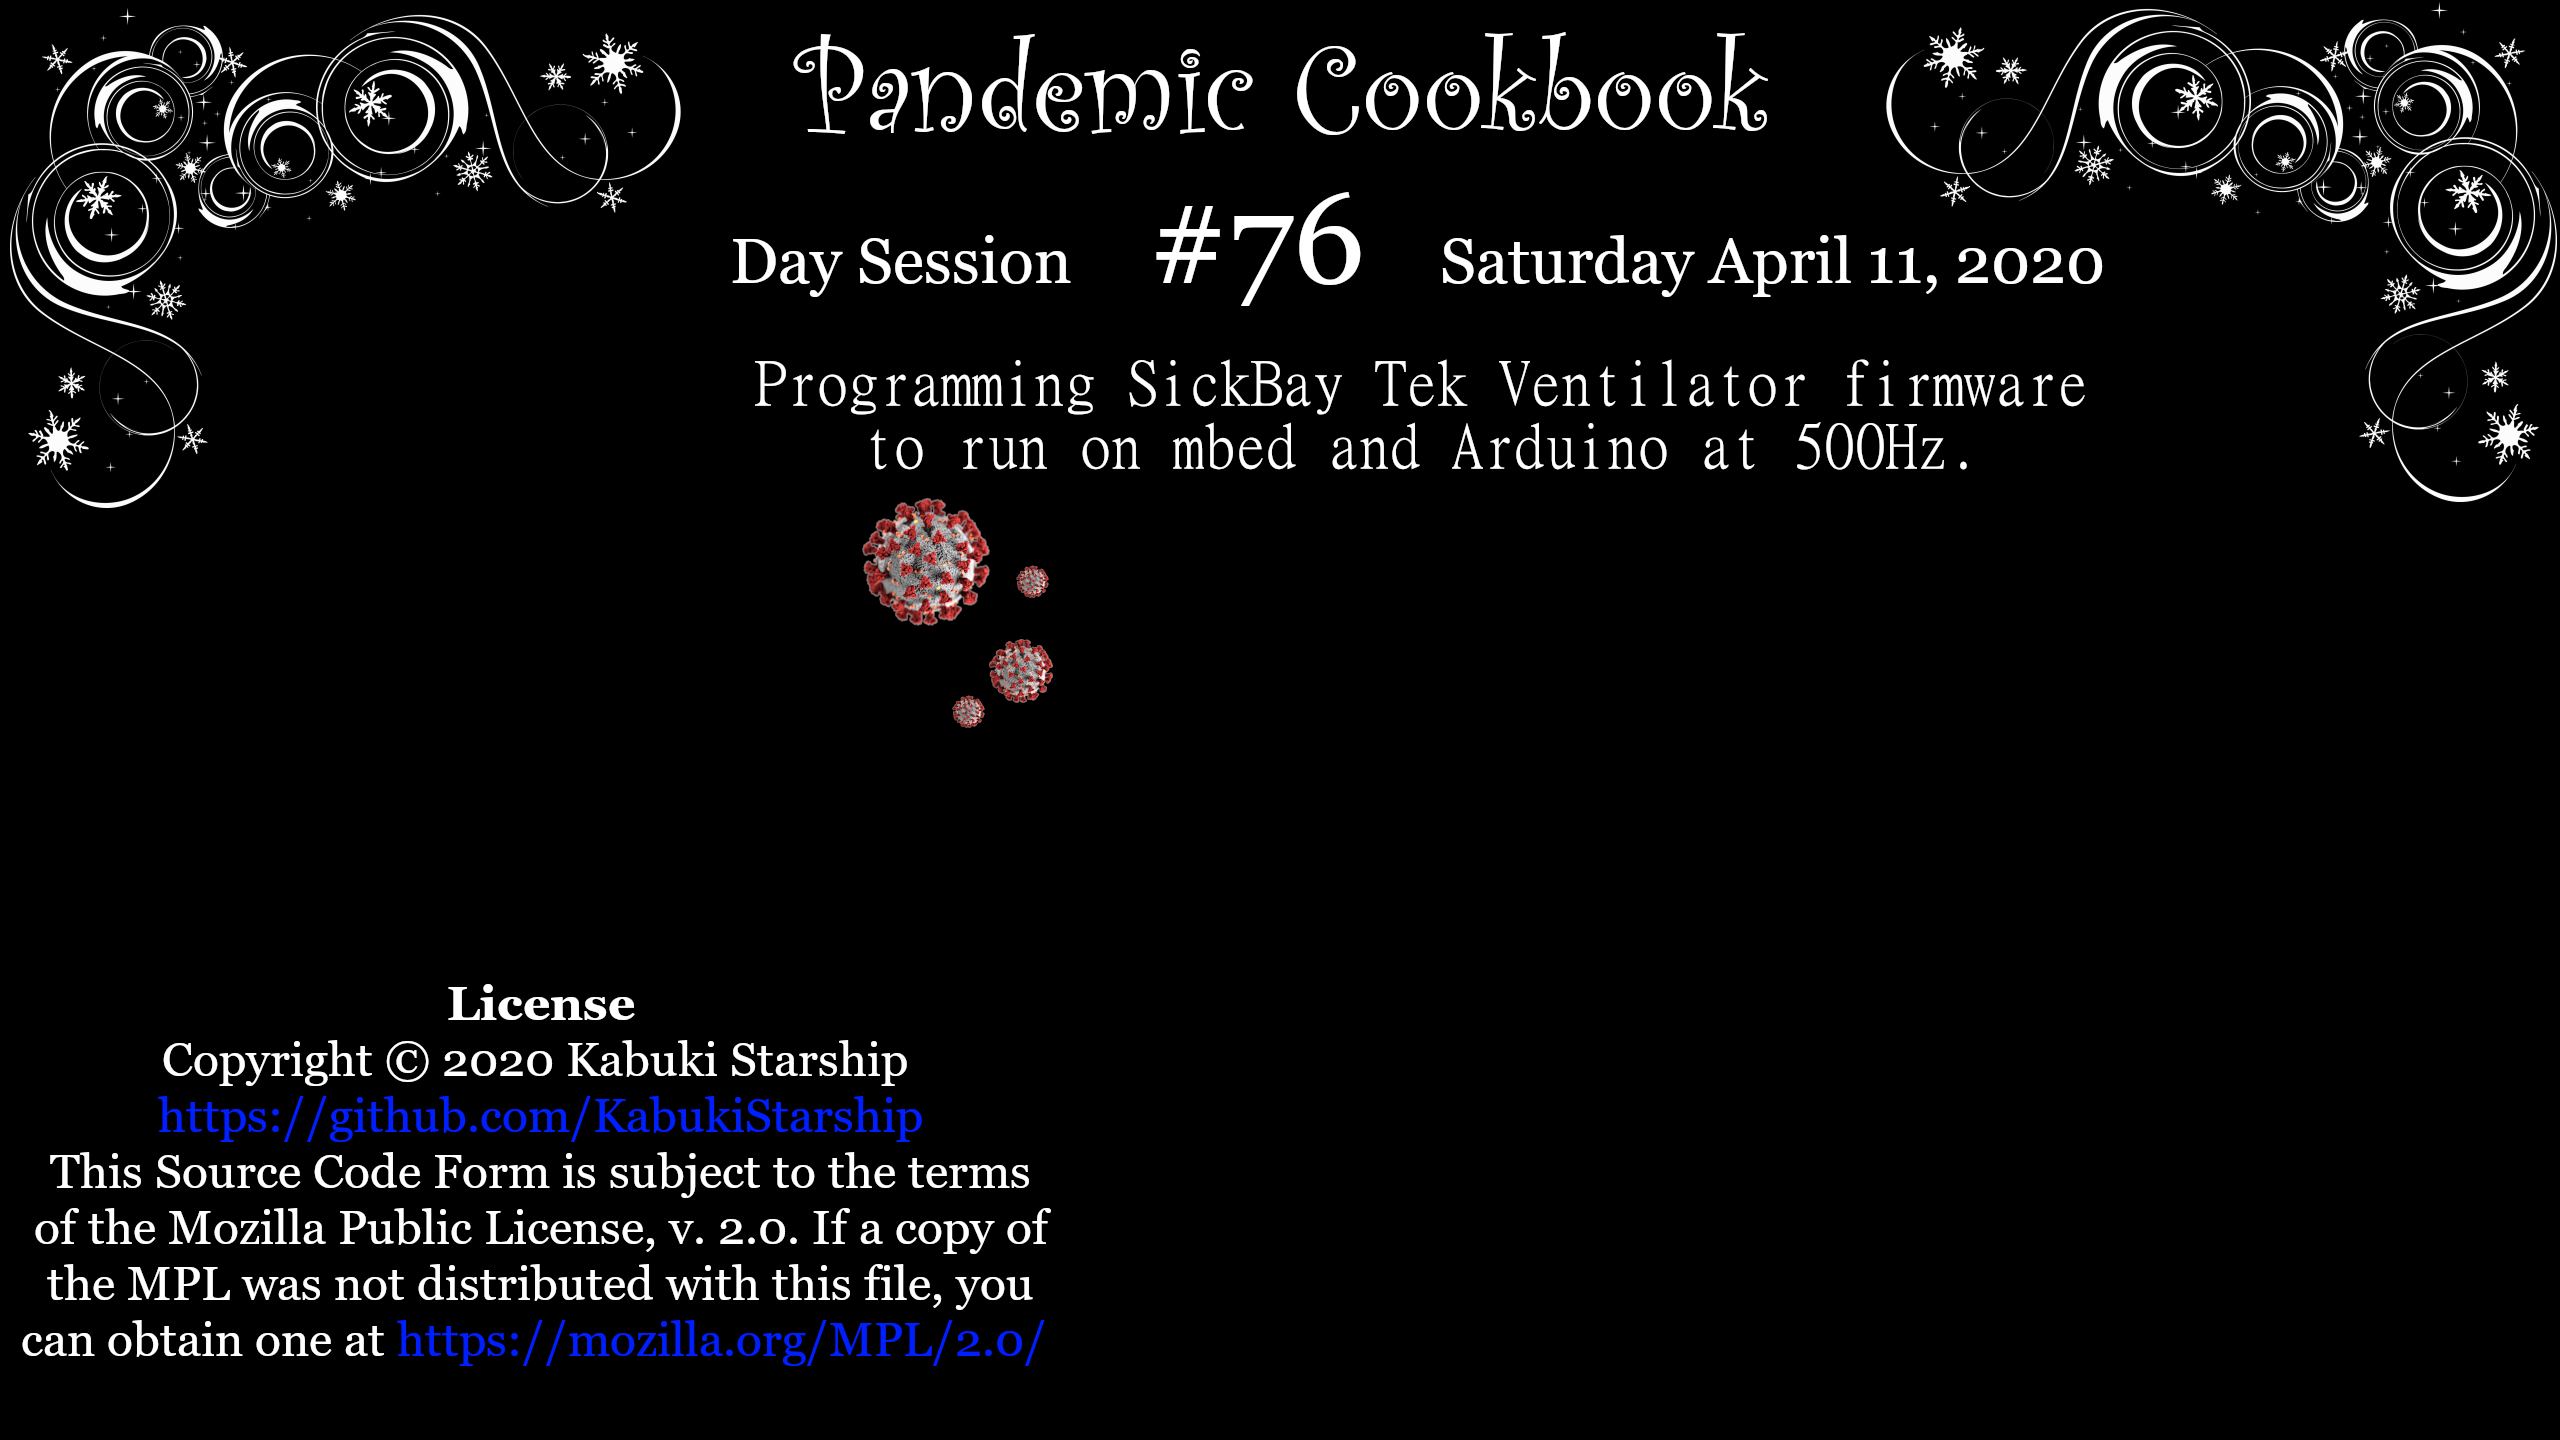 Pandemic Cookbook
Day Session #76 Saturday April 11, 2020
Programming SickBay Tek Ventilator firmware
to run on mbed and Arduino at 500Hz.
License
Copyright © 2020 Kabuki Starship
https://github.com/KabukiStarship
This Source Code Form is subject to the terms
of the Mozilla Public License, v. 2.0. If a copy of
the MPL was not distributed with this file, you
can obtain one at https://mozilla.org/MPL/2.0/